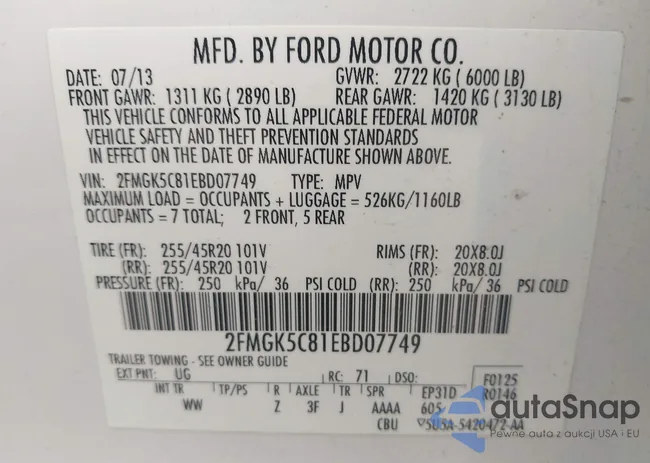 MFD. BY FORD MOTOR CO.
DATE: 07/13 GVWR: 2722 KG ( 6000 LB)
FRONT GAWR: 1311 KG ( 2890 LB) REAR GAWR: 1420 KG ( 3130 LB)
THIS VEHICLE CONFORMS TO ALL APPLICABLE FEDERAL MOTOR
VEHICLE SAFETY AND THEFT PREVENTION STANDARDS
IN EFFECT ON THE DATE OF MANUFACTURE SHOWN ABOVE.
VIN: 2FMGK5C81EBD07749 TYPE: MPV
MAXIMUM LOAD = OCCUPANTS + LUGGAGE = 526KG/1160LB
OCCUPANTS = 7 TOTAL; 2 FRONT, 5 REAR
TIRE (FR): 255/45R20 101V RIMS (FR): 20X8.0J
(RR): 255/45R20 101V (RR): 20X8.0J
PRESSURE (FR): 250 kPa/ 36 PSI COLD (RR): 250 kPa/ 36 PSI COLD
2FMGK5C81EBD07749
TRAILER TOWING - SEE OWNER GUIDE
EXT PNT: UG RC: 71 DSO: F0125
INT TR TP/PS R AXLE TR SPR EP31D R0146
WW Z 3F J AAAA 605
CBU 5U5A-5420472-AA
autaSnap
Pewne auta z aukcji USA i EU